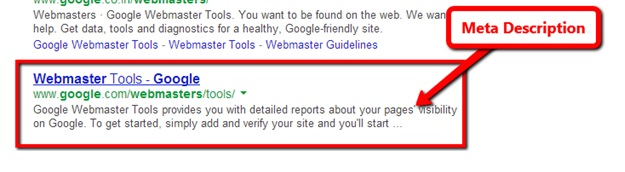 www.google.co.in/webmasters/
Webmasters - Google Webmaster Tools. You want to be found on the web. We want
help. Get data, tools and diagnostics for a healthy, Google-friendly site.
Google Webmaster Tools - Webmaster Tools - Webmaster Guidelines
Meta Description
Webmaster Tools - Google
www.google.com/webmasters/tools/
Google Webmaster Tools provides you with detailed reports about your pages' visibility
on Google. To get started, simply add and verify your site and you'll start ...